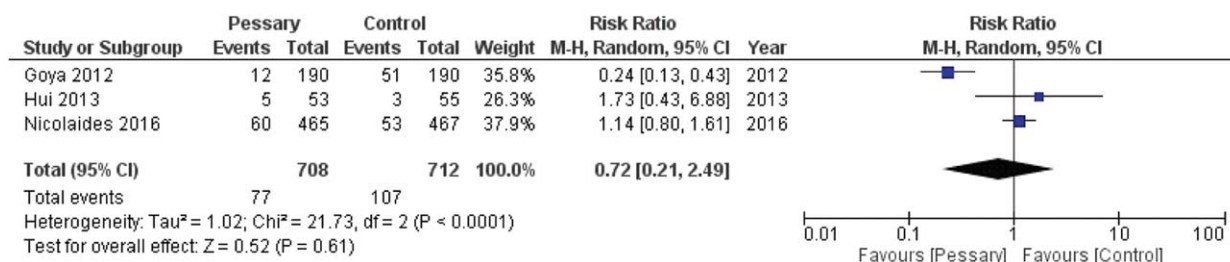 Pessary Control Risk Ratio Risk Ratio
Study or Subgroup Events Total Events Total Weight M-H, Random, 95% CI Year M-H, Random, 95% CI
Goya 2012 12 190 51 190 35.8% 0.24 [0.13, 0.43] 2012
Hui 2013 5 53 3 55 26.3% 1.73 [0.43, 6.88] 2013
Nicolaides 2016 60 465 53 467 37.9% 1.14 [0.80, 1.61] 2016
Total (95% CI) 708 712 100.0% 0.72 [0.21, 2.49]
Total events 77 107
Heterogeneity: Tau² = 1.02; Chi² = 21.73, df = 2 (P < 0.0001)
Test for overall effect: Z = 0.52 (P = 0.61)
0.01 0.1 1 10 100
Favours [Pessary] Favours [Control]